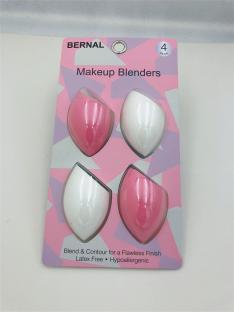 BERNAL
4
Makeup Blenders
Blend & Contour for a Flawless Finish
Latex Free • Hypoallergenic